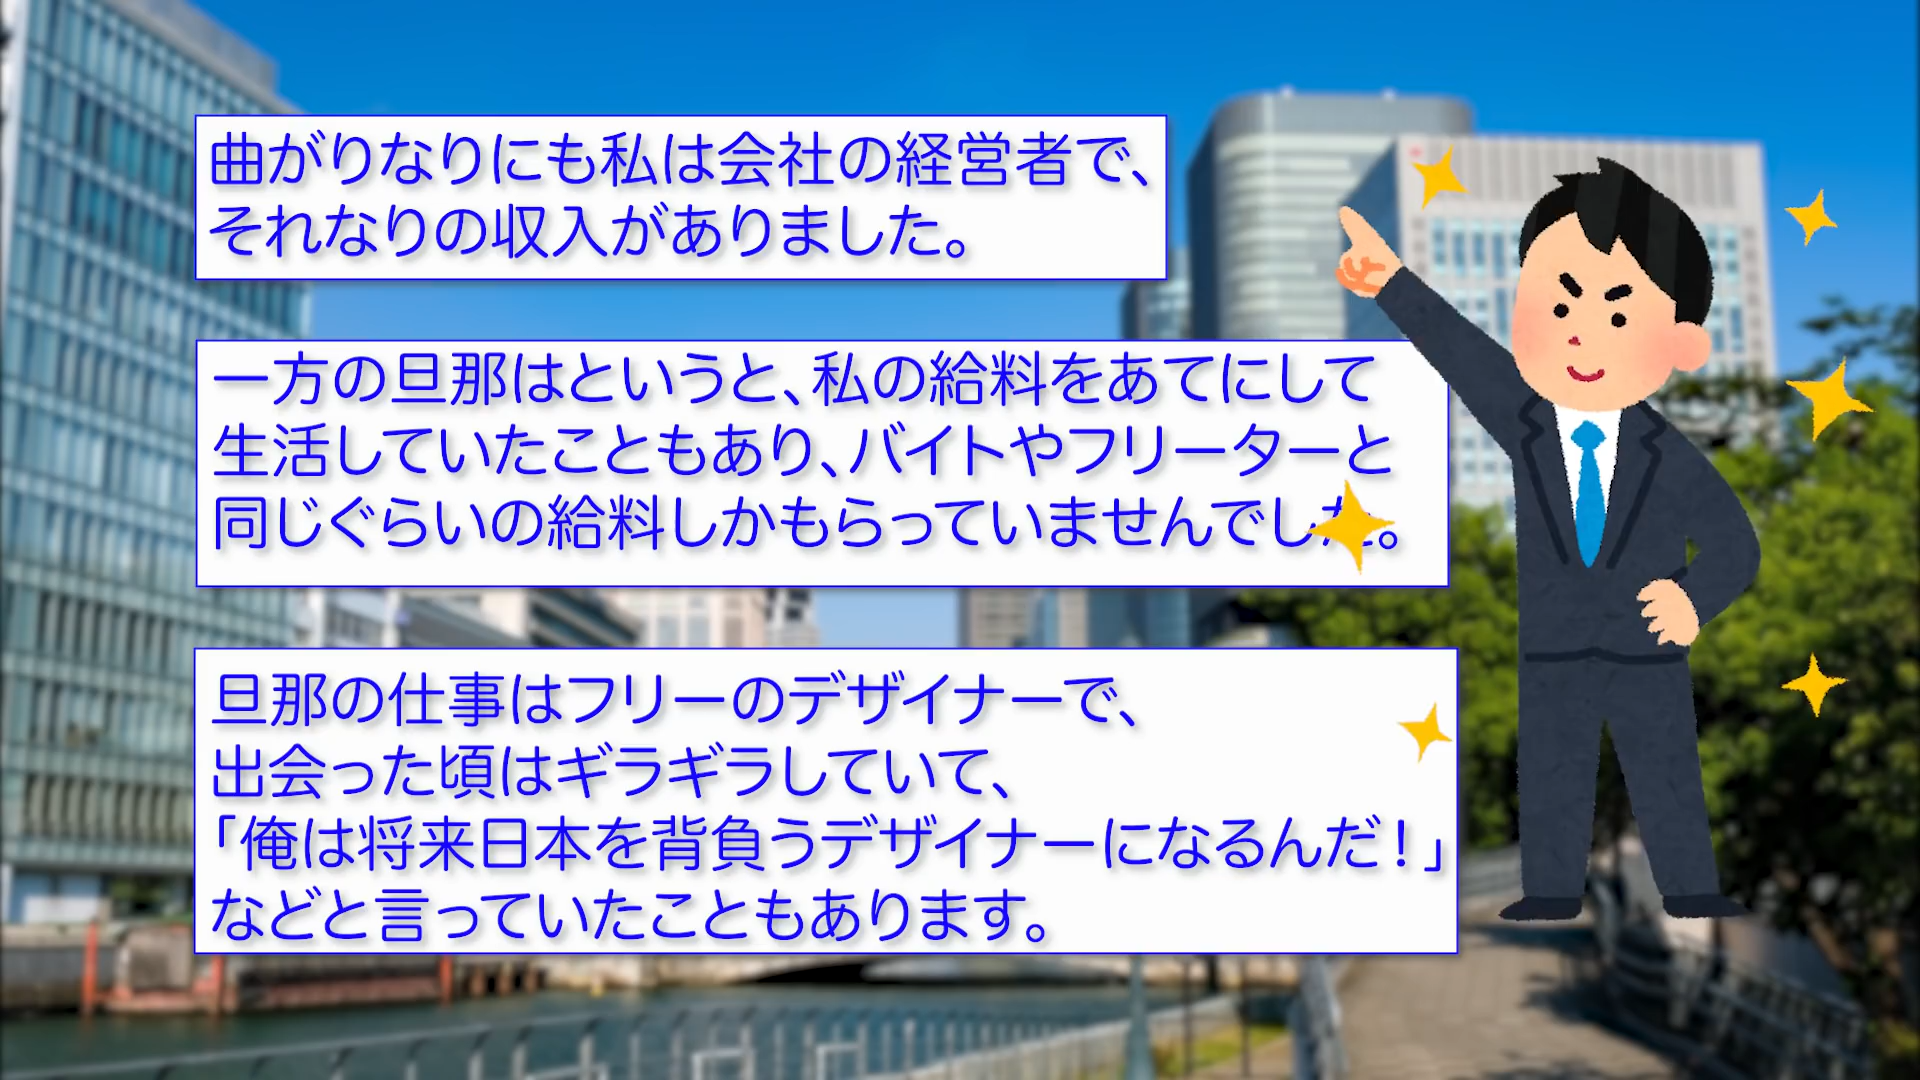 曲がりなりにも私は会社の経営者で、
それなりの収入がありました。
一方の旦那はというと、私の給料をあてにして
生活していたこともあり、バイトやフリーターと
同じぐらいの給料しかもらっていませんでした。
旦那の仕事はフリーのデザイナーで、
出会った頃はギラギラしていて、
「俺は将来日本を背負うデザイナーになるんだ！」
などと言っていたこともあります。